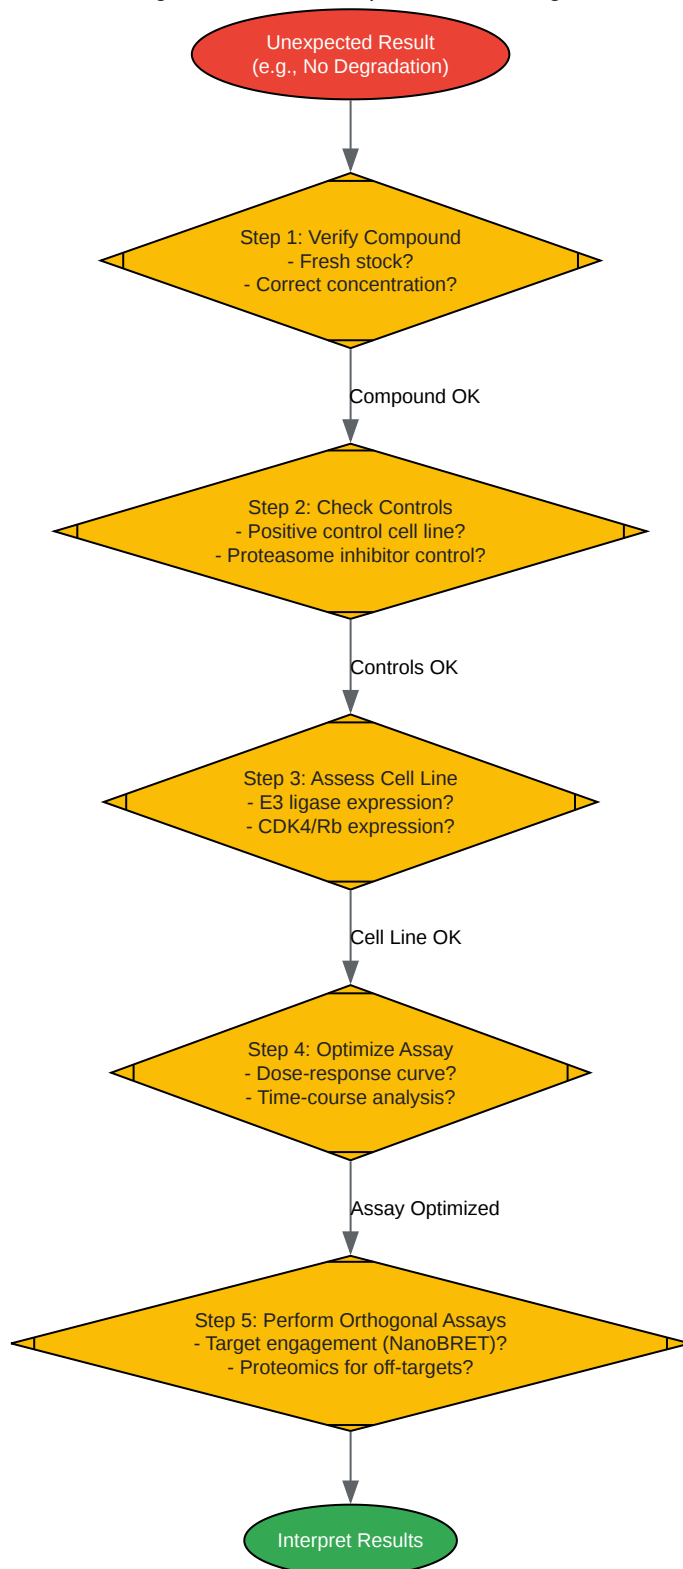 Unexpected Result
(e.g., No Degradation)
Step 1: Verify Compound
- Fresh stock?
- Correct concentration?
Compound OK
Step 2: Check Controls
- Positive control cell line?
- Proteasome inhibitor control?
Controls OK
Step 3: Assess Cell Line
- E3 ligase expression?
- CDK4/Rb expression?
Cell Line OK
Step 4: Optimize Assay
- Dose-response curve?
- Time-course analysis?
Assay Optimized
Step 5: Perform Orthogonal Assays
- Target engagement (NanoBRET)?
- Proteomics for off-targets?
Interpret Results